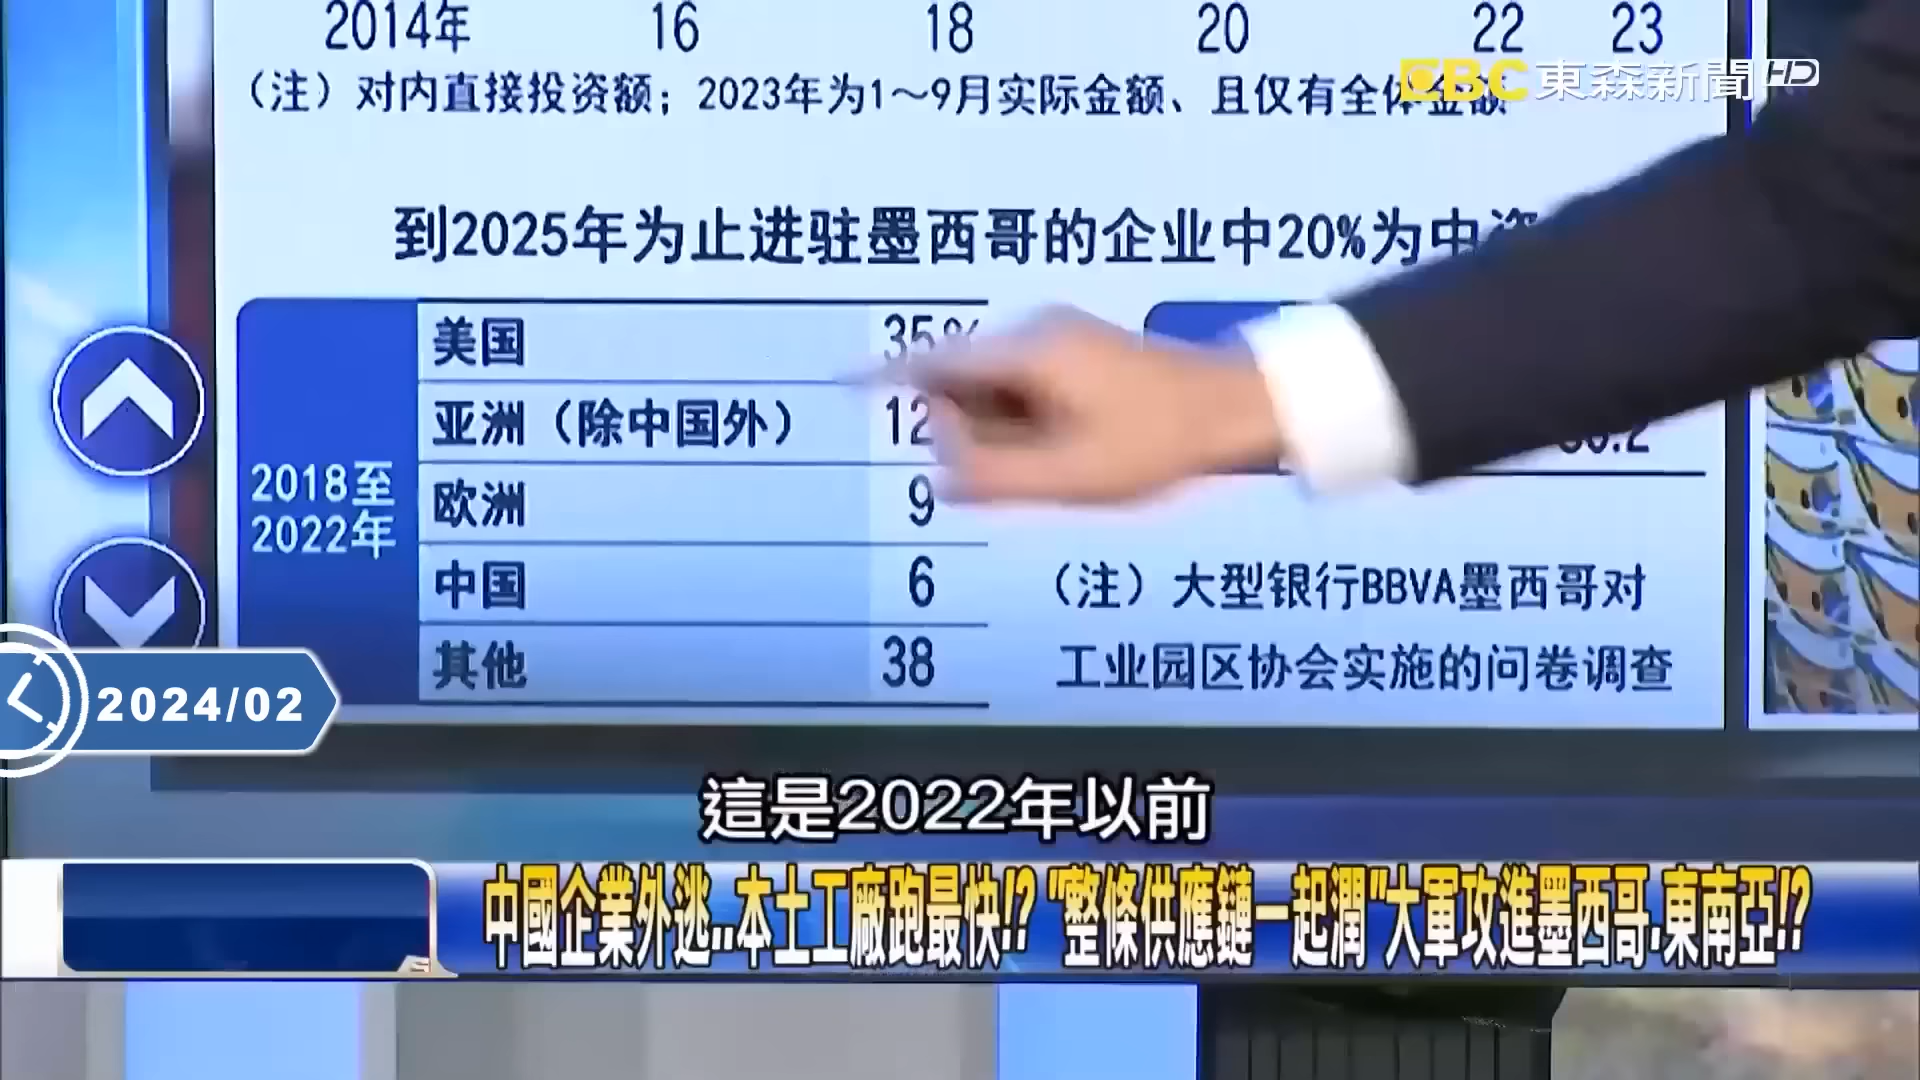 2014年 16 18 20 22 23
EBC 東森新聞 HD
（注）对内直接投资额；2023年为1～9月实际金额、且仅有全体金额
到2025年为止进驻墨西哥的企业中20%为中资
2018至
2022年
美国 35%
亚洲（除中国外） 12
欧洲 9
中国 6
其他 38
（注）大型银行BBVA墨西哥对
工业园区协会实施的问卷调查
2024/02
這是2022年以前
中國企業外逃..本土工廠跑最快!? "整條供應鏈一起潤"大軍攻進墨西哥.東南亞!?